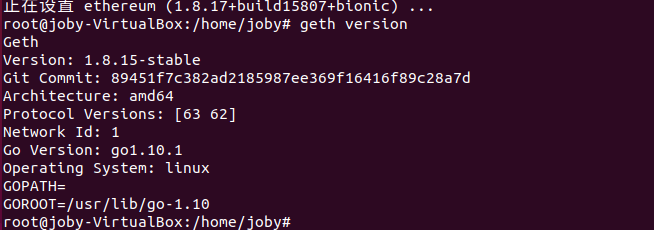 正在设置 ethereum (1.8.17+build15807+bionic) ...
root@joby-VirtualBox:/home/joby# geth version
Geth
Version: 1.8.15-stable
Git Commit: 89451f7c382ad2185987ee369f16416f89c28a7d
Architecture: amd64
Protocol Versions: [63 62]
Network Id: 1
Go Version: go1.10.1
Operating System: linux
GOPATH=
GOROOT=/usr/lib/go-1.10
root@joby-VirtualBox:/home/joby#